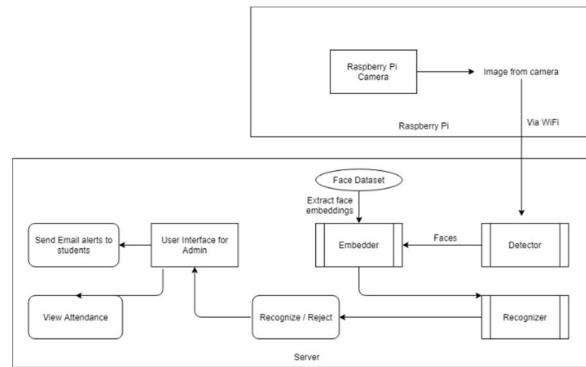 Raspberry Pi
Camera
Image from camera
Raspberry Pi
Via WiFi
Face Dataset
Extract face
embeddings
Send Email alerts to
students
User Interface for
Admin
Embedder
Faces
Detector
View Attendance
Recognize / Reject
Recognizer
Server